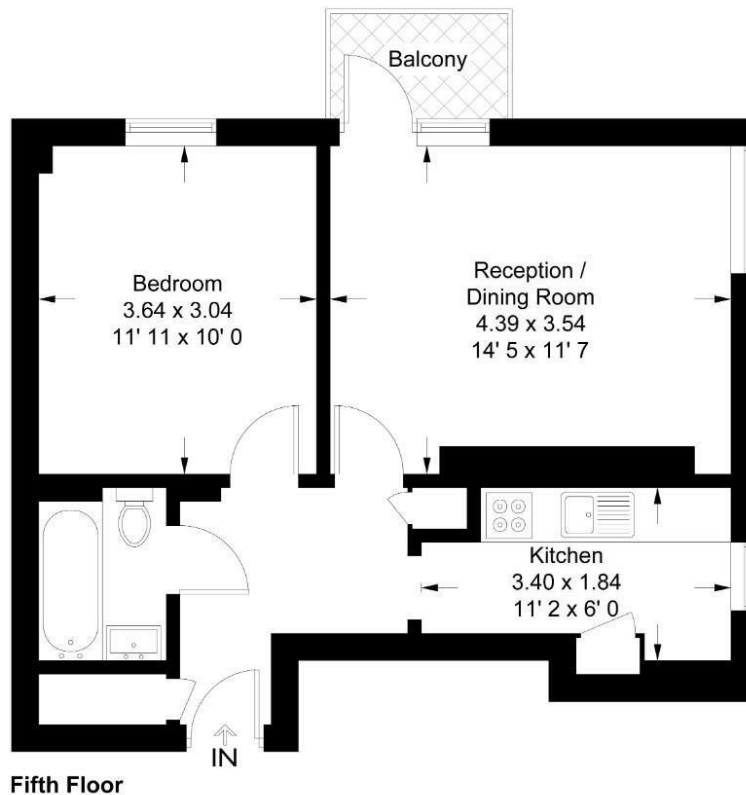 Balcony
Bedroom
3.64 x 3.04
11' 11 x 10' 0
Reception /
Dining Room
4.39 x 3.54
14' 5 x 11' 7
Kitchen
3.40 x 1.84
11' 2 x 6' 0
IN
Fifth Floor